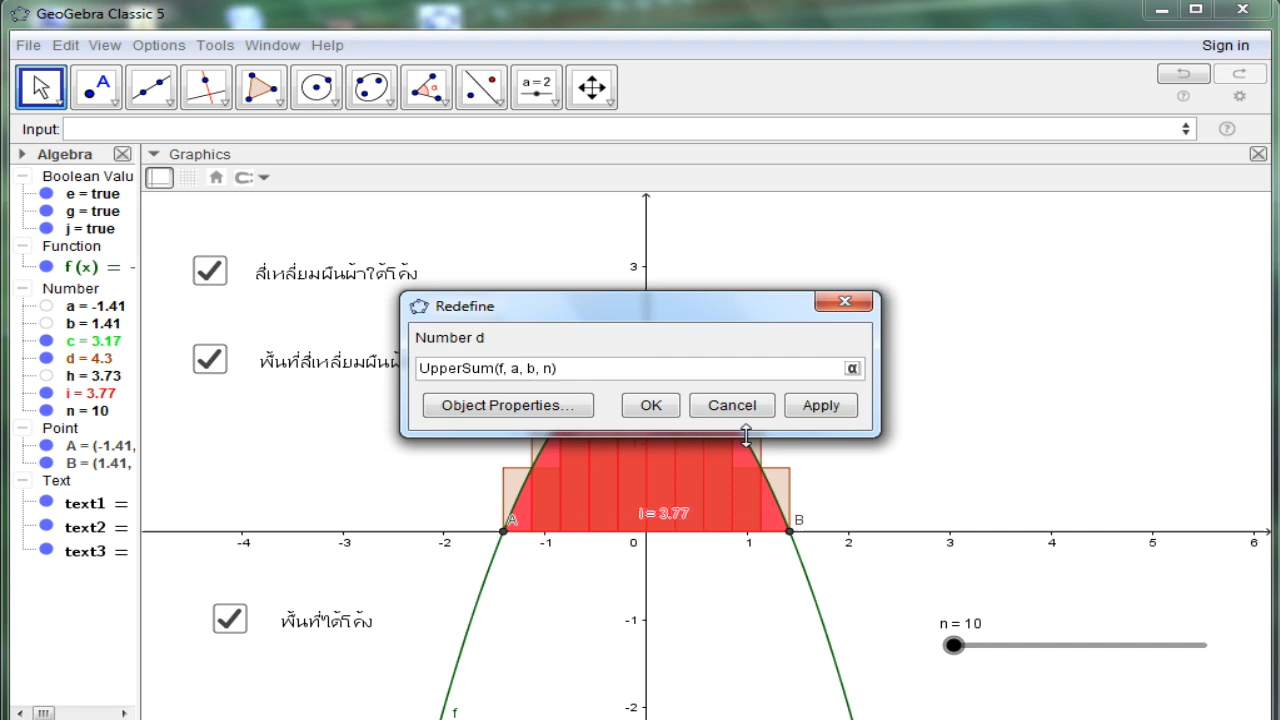 GeoGebra Classic 5
File Edit View Options Tools Window Help
Sign in
A
a=2
Input:
Algebra
Graphics
Boolean Valu
e = true
g = true
j = true
Function
f (x) = -
Number
a = -1.41
b = 1.41
c = 3.17
d = 4.3
h = 3.73
i = 3.77
n = 10
Point
A = (-1.41,
B = (1.41,
Text
text1 =
text2 =
text3 =
3
สี่เหลี่ยมผืนผ้าใต้โค้ง
พื้นที่สี่เหลี่ยมผืนผ้
Redefine
Number d
UpperSum(f, a, b, n)
α
Object Properties…
OK
Cancel
Apply
i = 3.77
A
B
-4 -3 -2 -1 0 1 2 3 4 5 6
พื้นที่ใต้โค้ง
-1
n = 10
-2
f